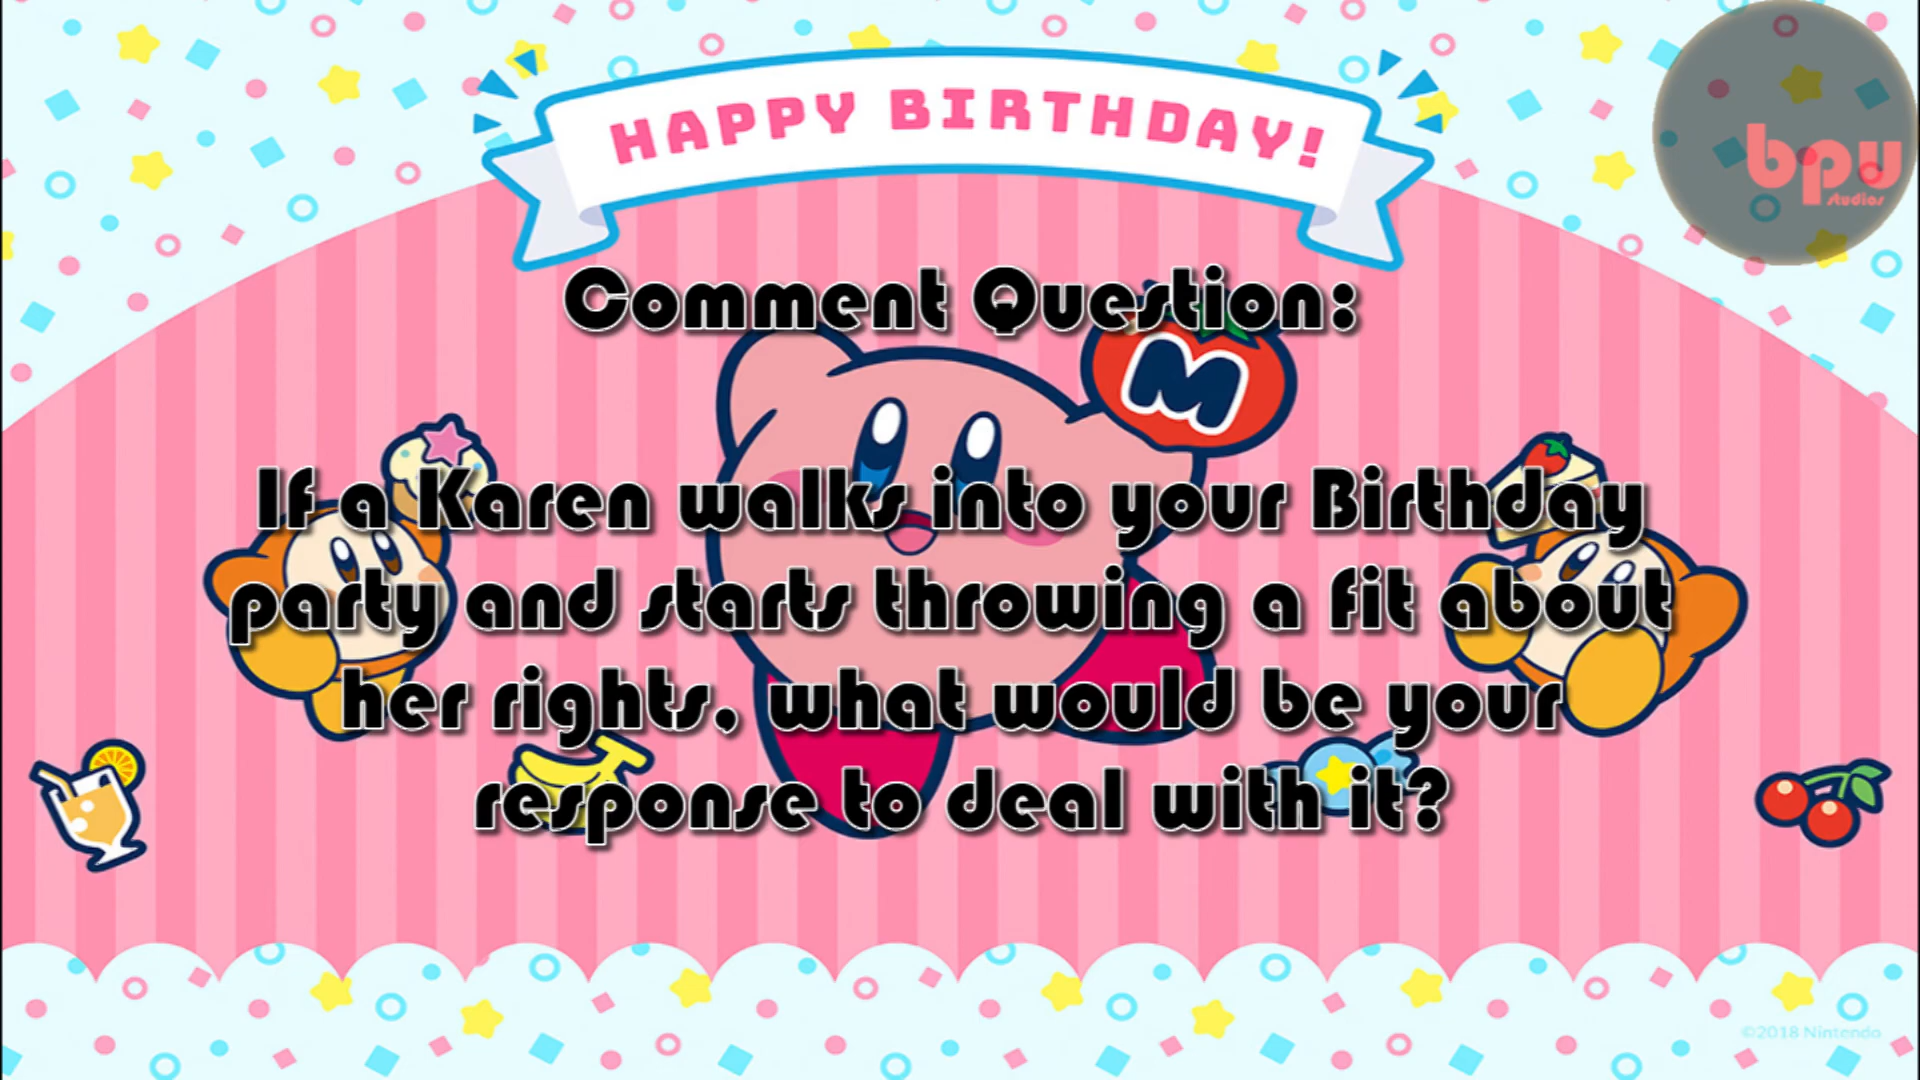 HAPPY BIRTHDAY!
bpu
studios
Comment Question:
M
If a Karen walks into your Birthday
party and starts throwing a fit about
her rights, what would be your
response to deal with it?
©2018 Nintendo